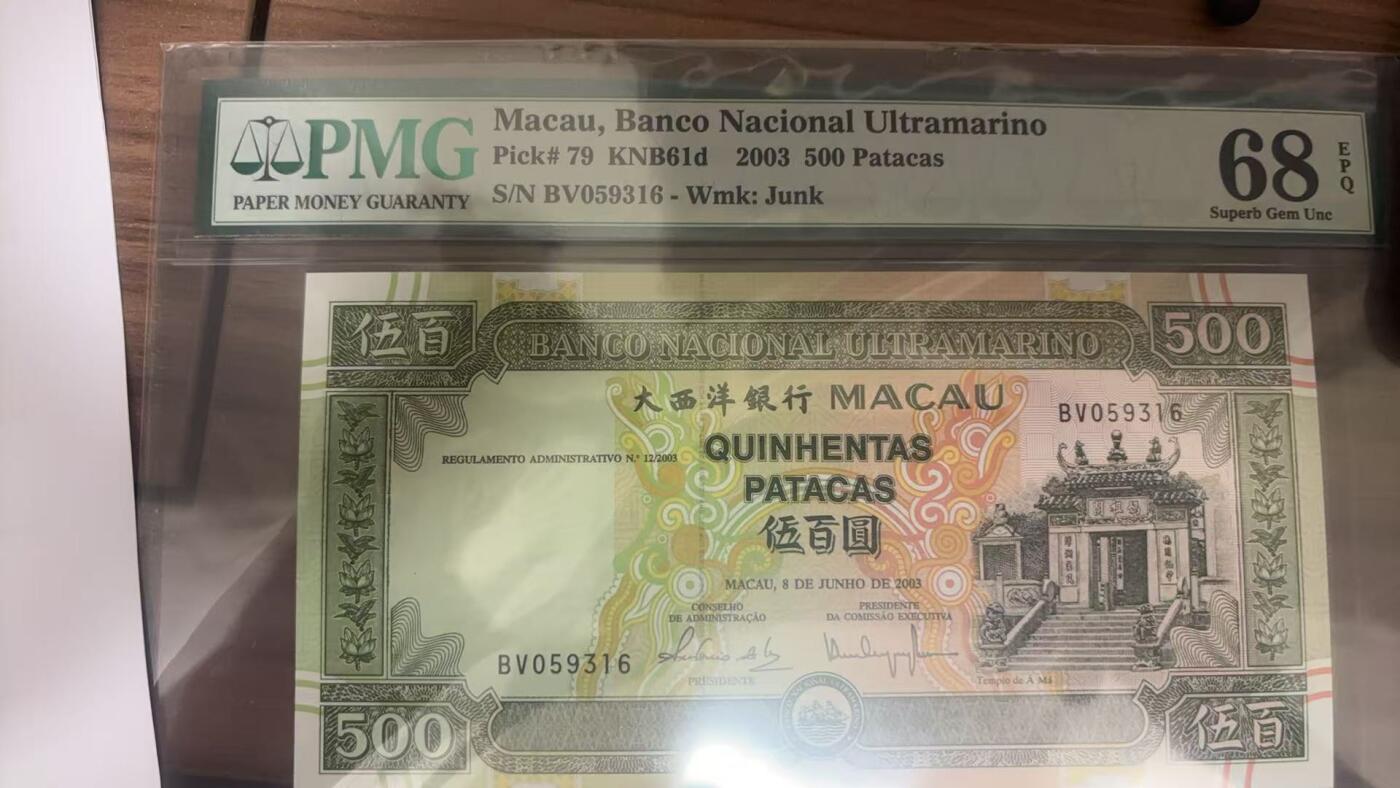 PMG
PAPER MONEY GUARANTY
Macau, Banco Nacional Ultramarino
Pick# 79 KNB61d 2003 500 Patacas
S/N BV059316 - Wmk: Junk
68
EPQ
Superb Gem Unc
伍百
BANCO NACIONAL ULTRAMARINO
500
大西洋銀行 MACAU
BV059316
QUINHENTAS
REGULAMENTO ADMINISTRATIVO N.º 12/2003
PATACAS
伍百圓
MACAU, 8 DE JUNHO DE 2003
CONSELHO
DE ADMINISTRAÇÃO
PRESIDENTE
DA COMISSÃO EXECUTIVA
BV059316
PRESIDENTE
Templo de Á Má
500
伍百